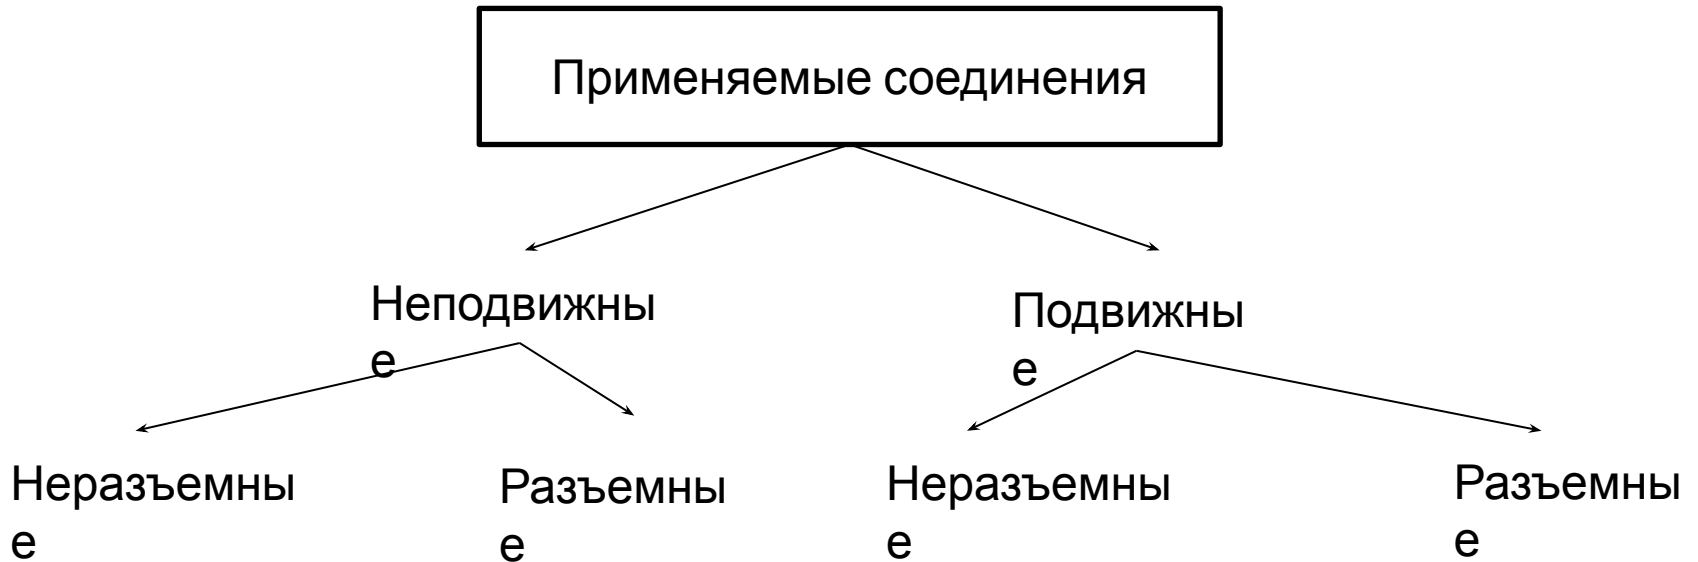 Применяемые соединения
Неподвижны
е
Подвижны
е
Неразъемны
е
Разъемны
е
Неразъемны
е
Разъемны
е